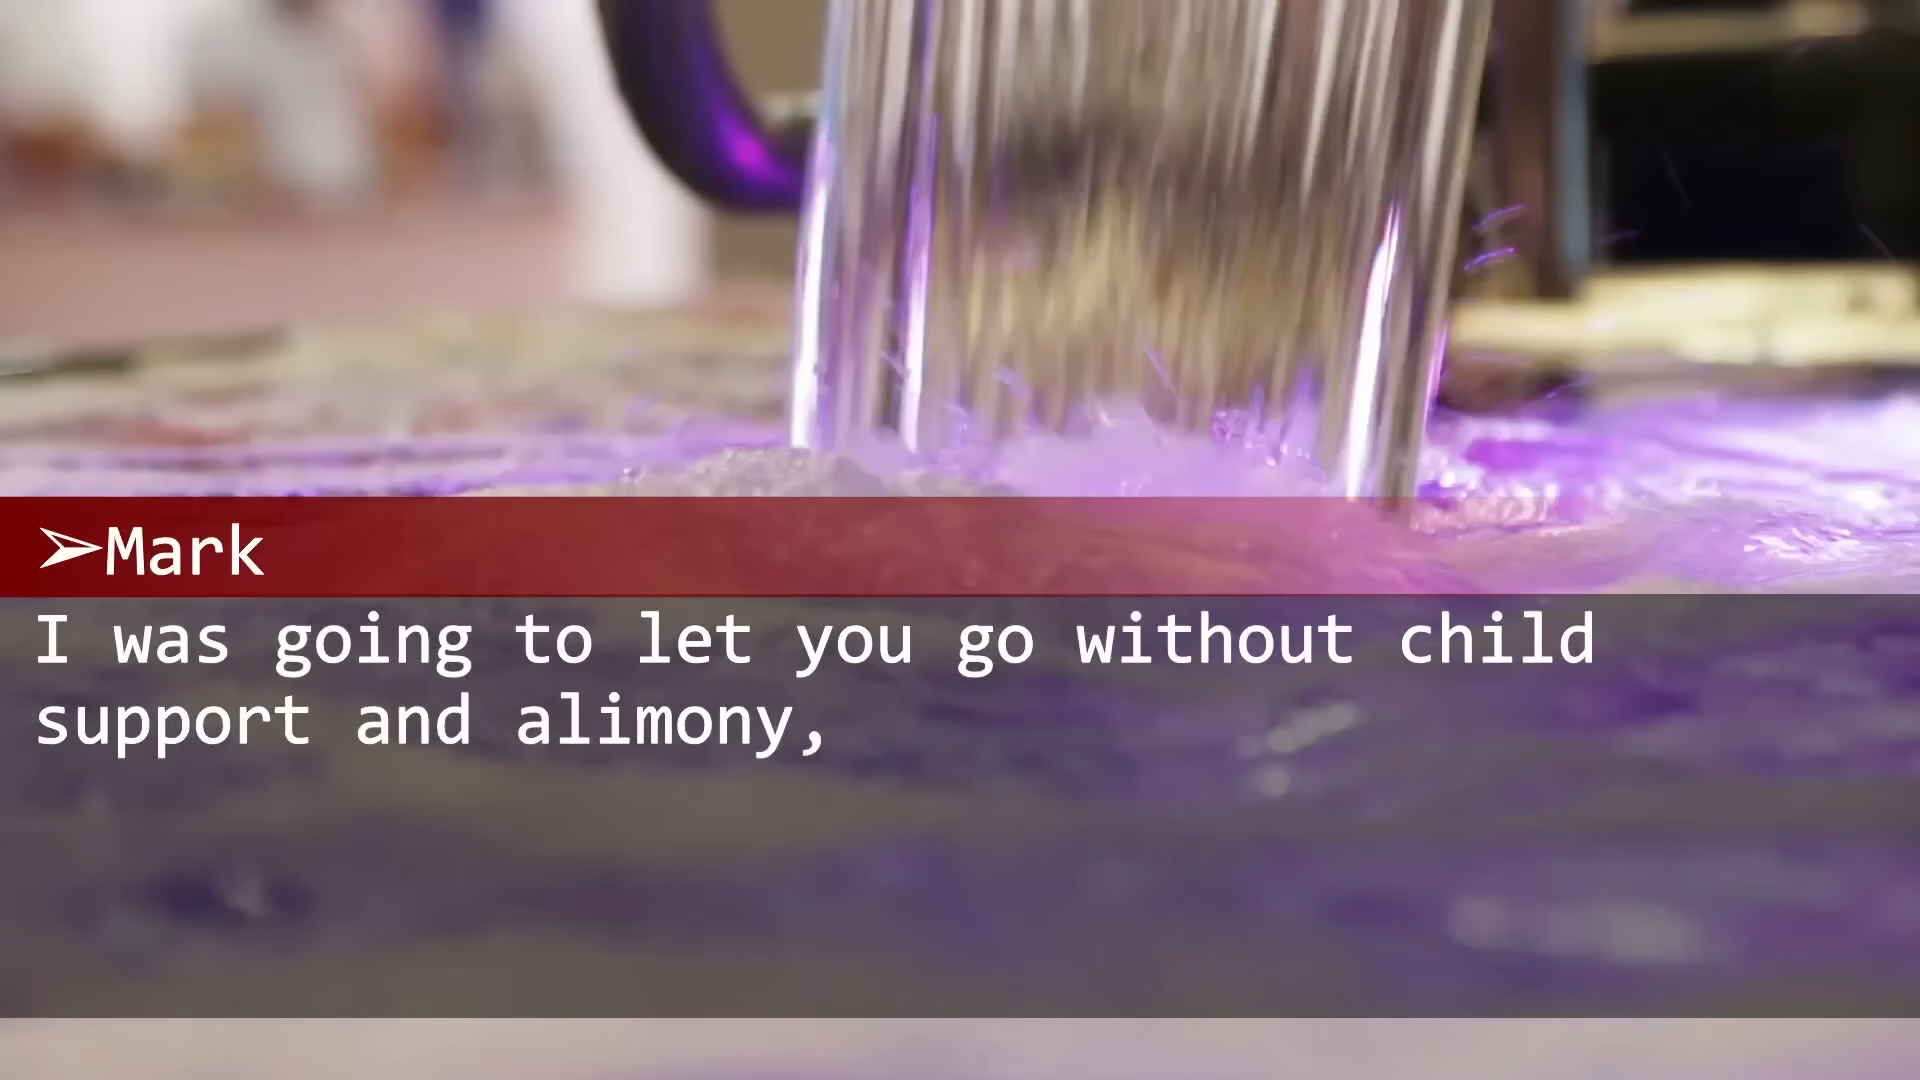 ➢Mark
I was going to let you go without child
support and alimony,